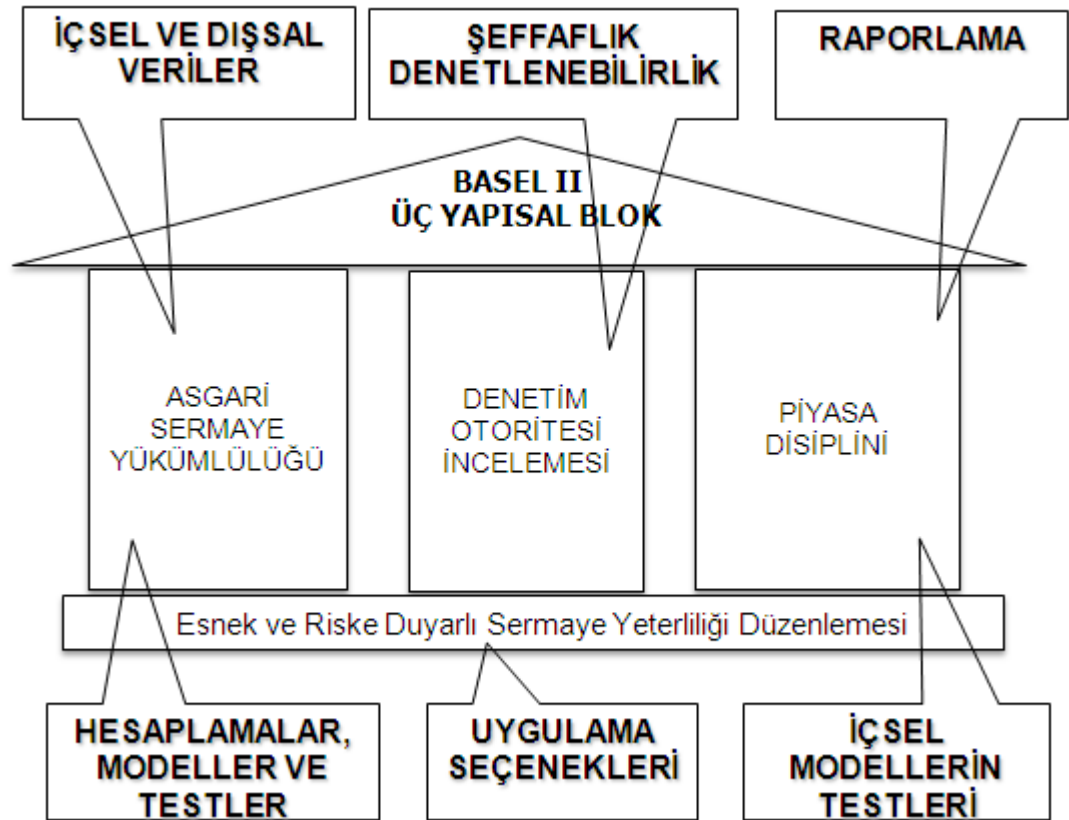 İÇSEL VE DIŞSAL
VERİLER
ŞEFFAFLIK
DENETLENEBİLİRLİK
RAPORLAMA
BASEL II
ÜÇ YAPISAL BLOK
ASGARİ
SERMAYE
YÜKÜMLÜLÜĞÜ
DENETİM
OTORİTESİ
İNCELEMESİ
PİYASA
DİSİPLİNİ
Esnek ve Riske Duyarlı Sermaye Yeterliliği Düzenlemesi
HESAPLAMALAR,
MODELLER VE
TESTLER
UYGULAMA
SEÇENEKLERİ
İÇSEL
MODELLERİN
TESTLERİ